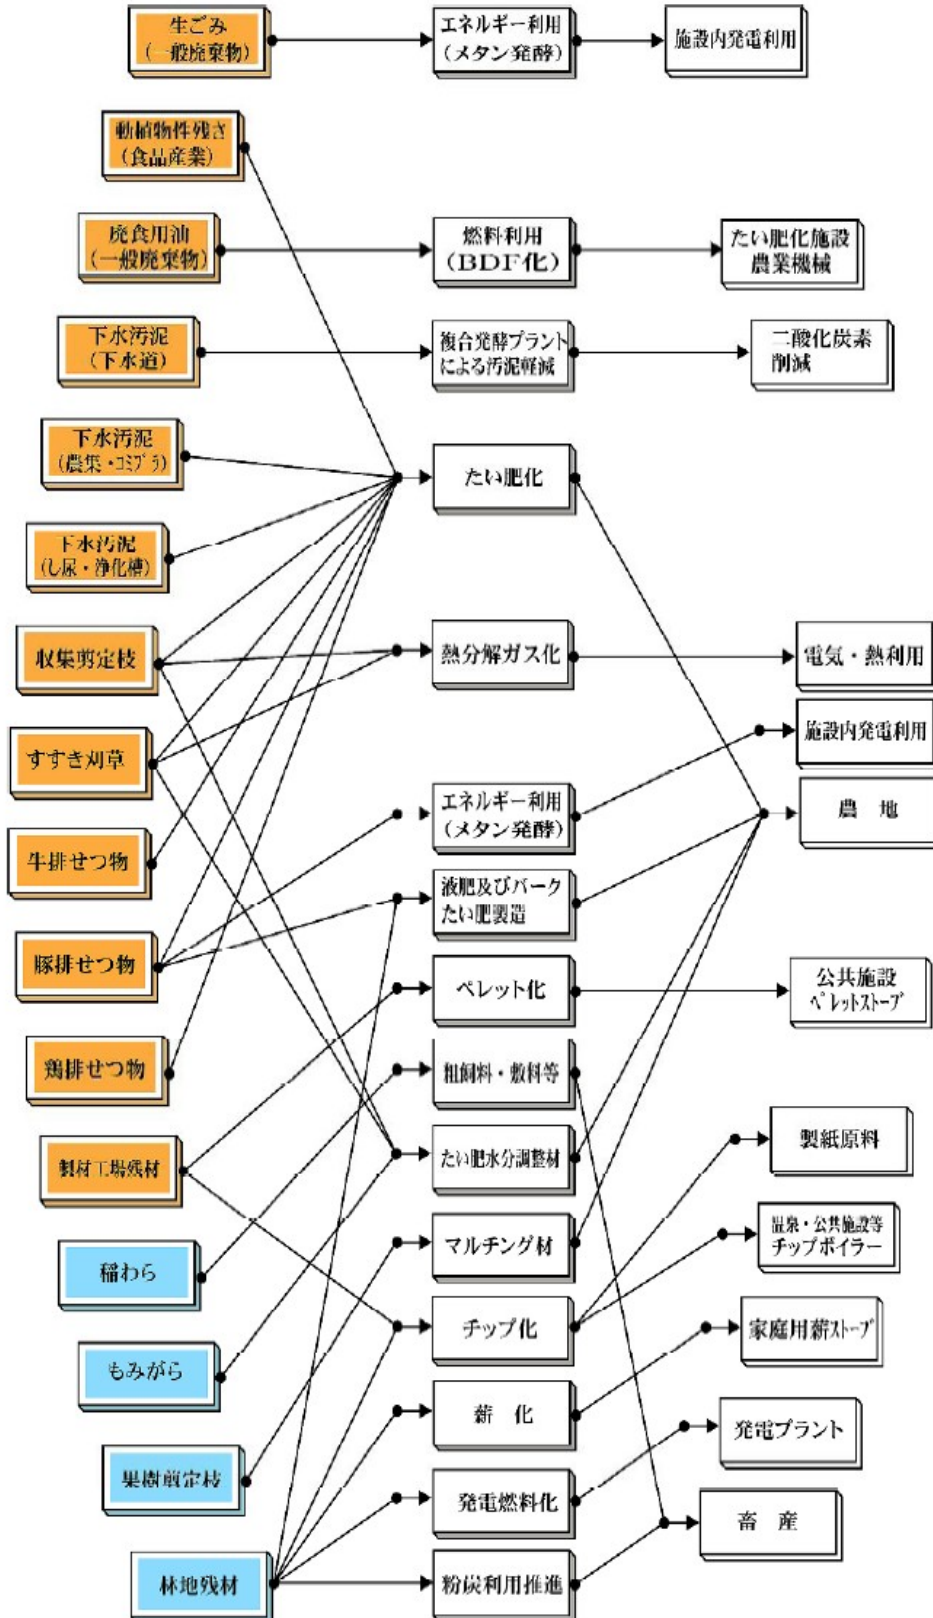 生ごみ
(一般廃棄物)
エネルギー利用
(メタン発酵)
施設内発電利用
動植物性残さ
(食品産業)
廃食用油
(一般廃棄物)
燃料利用
(BDF化)
たい肥化施設
農業機械
下水汚泥
(下水道)
複合発酵プラント
による汚泥軽減
二酸化炭素
削減
下水汚泥
(農集・コミプラ)
たい肥化
下水汚泥
(し尿・浄化槽)
収集剪定枝
熱分解ガス化
電気・熱利用
すすき刈草
施設内発電利用
エネルギー利用
(メタン発酵)
農 地
牛排せつ物
液肥及びバーク
たい肥製造
豚排せつ物
ペレット化
公共施設
ペレットストーブ
鶏排せつ物
粗飼料・敷料等
製材工場残材
たい肥水分調整材
製紙原料
稲わら
マルチング材
温泉・公共施設等
チップボイラー
もみがら
チップ化
家庭用薪ストーブ
果樹剪定枝
薪 化
発電プラント
発電燃料化
畜 産
林地残材
粉炭利用推進